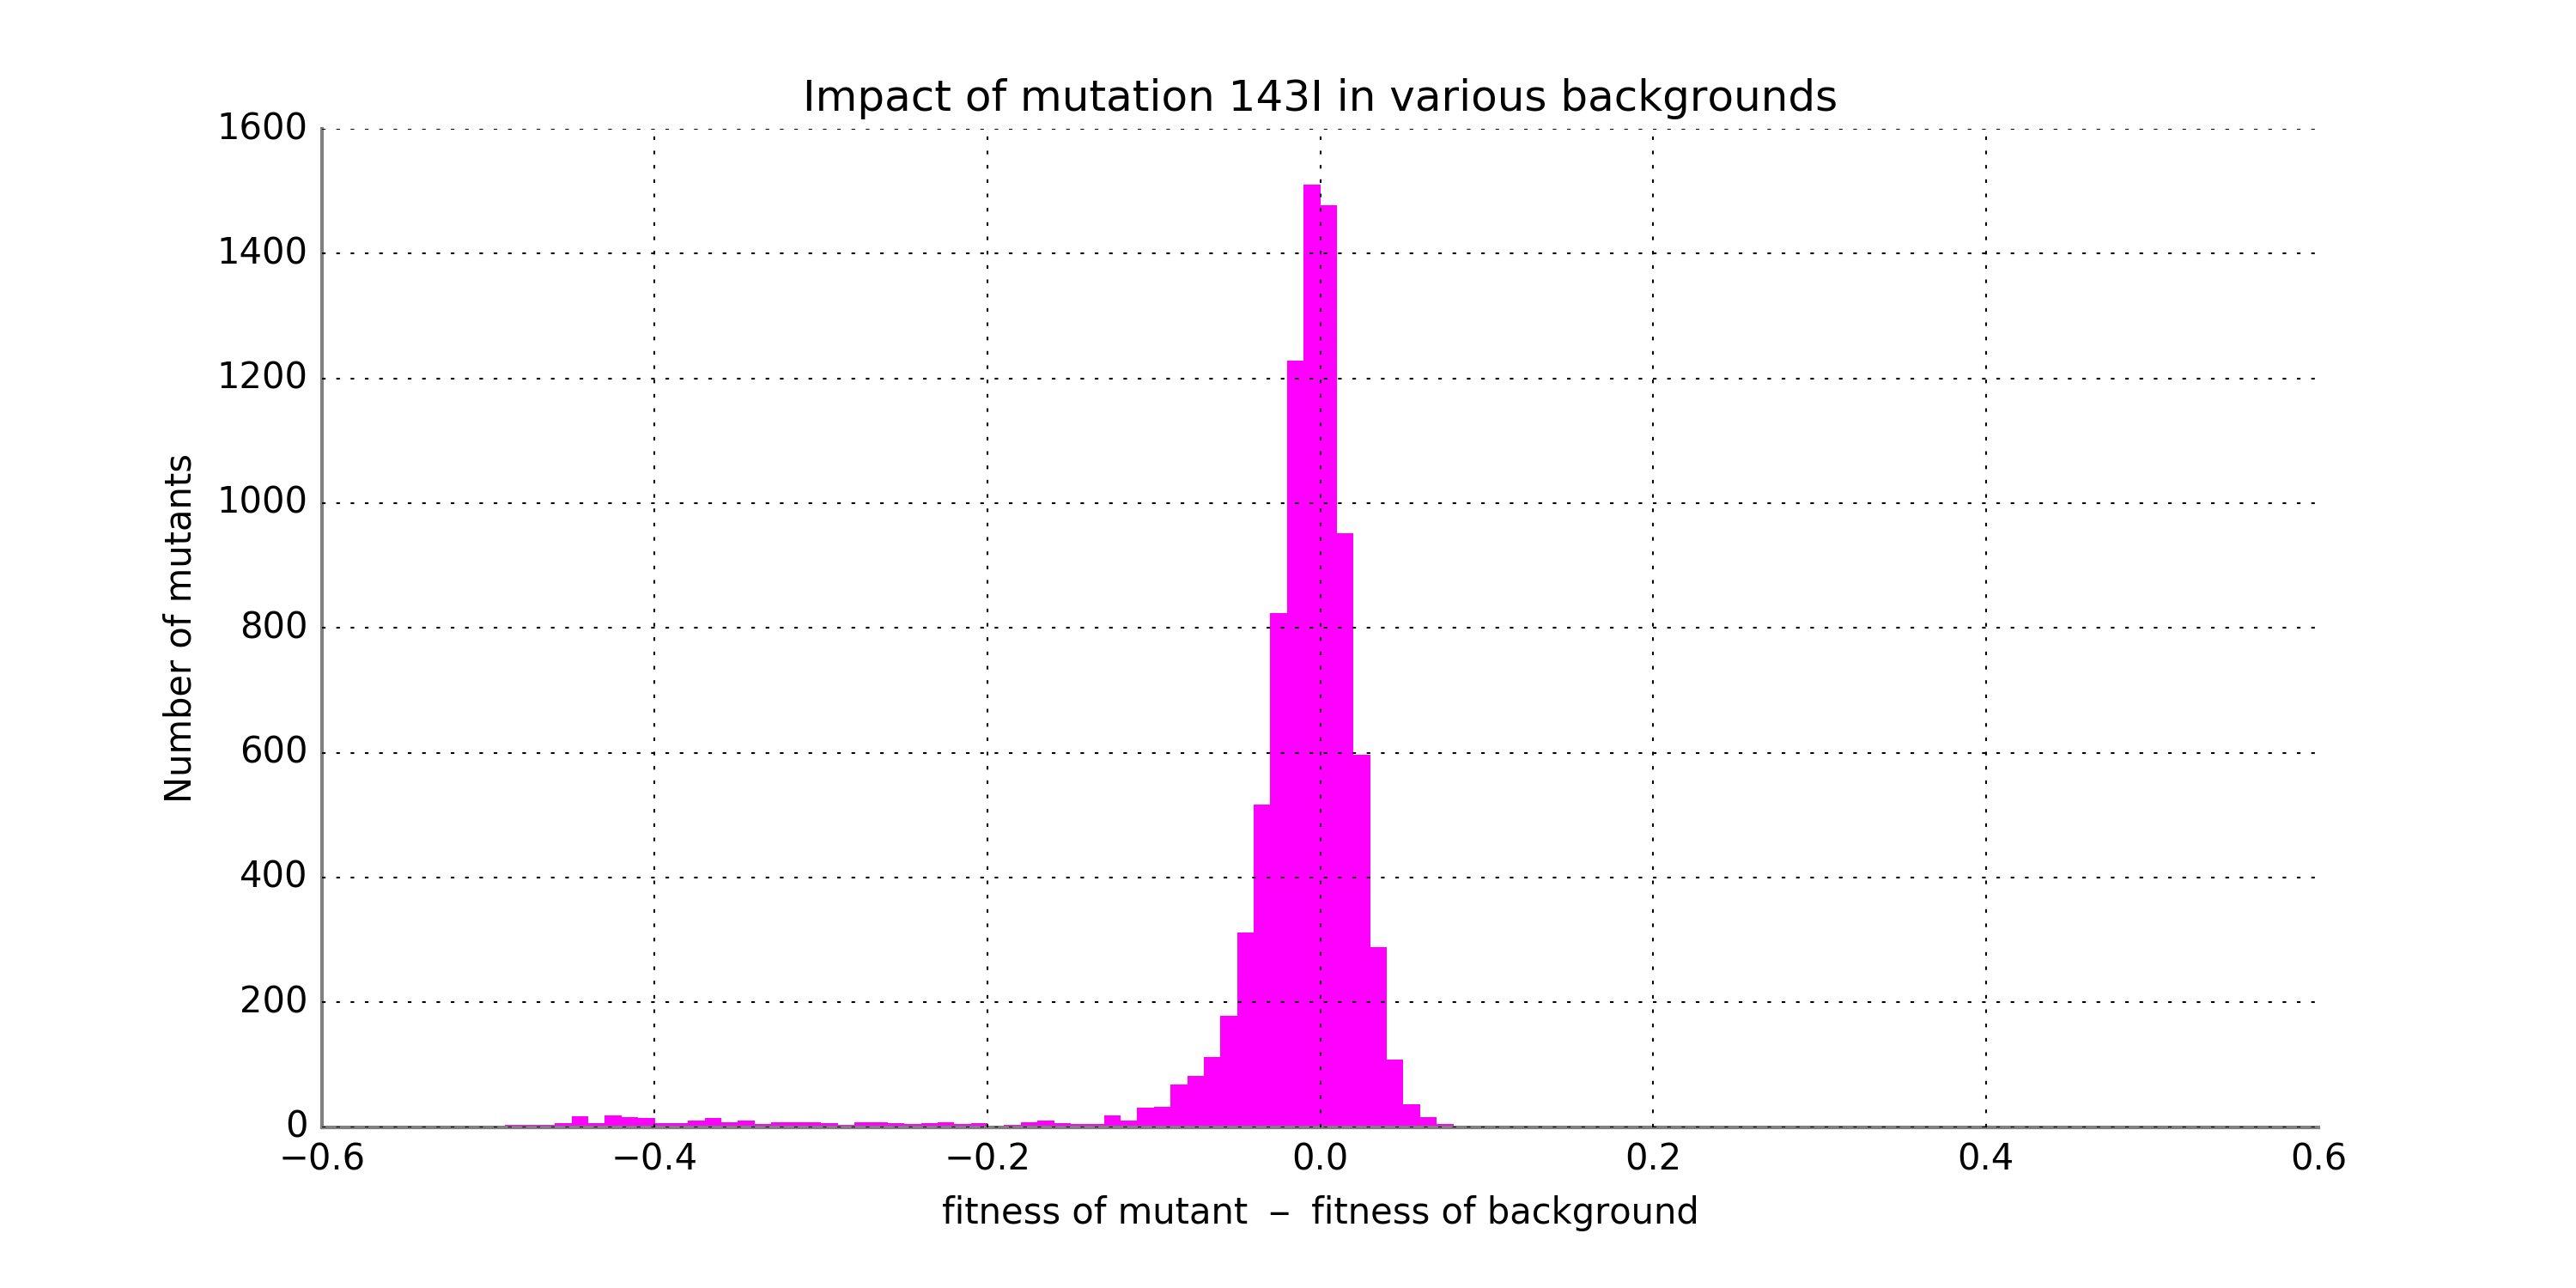 Impact of mutation 143I in various backgrounds
1600
1400
1200
1000
800
600
400
200
0
Number of mutants
−0.6 −0.4 −0.2 0.0 0.2 0.4 0.6
fitness of mutant − fitness of background